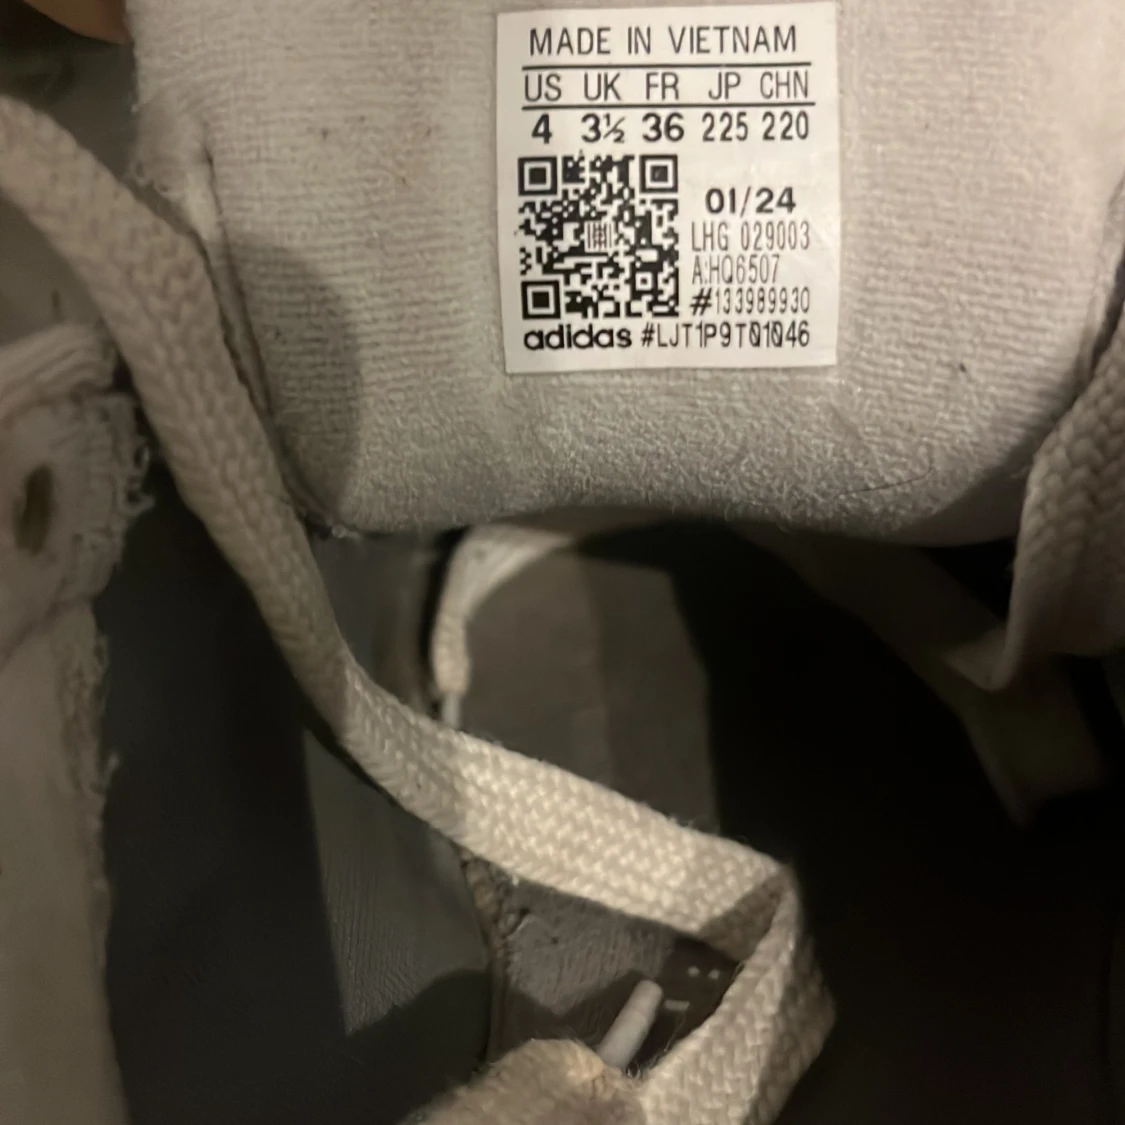 MADE IN VIETNAM
US UK FR JP CHN
4 3½ 36 225 220
01/24
LHG 029003
A:HQ6507
#133989930
adidas #LJT1P9T01046